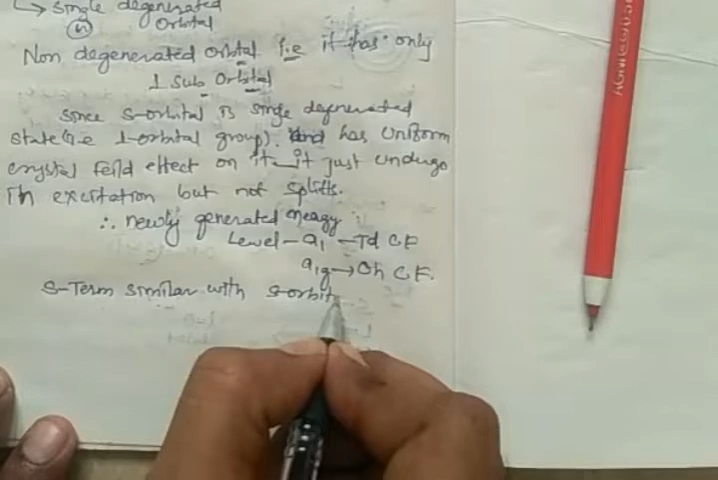 ↳ single degenerated
(n) Orbital
Non degenerated orbital i.e it has only
1 sub orbital
Since s-orbital is single degenerated
state (i.e 1-orbital group). and has Uniform
crystal feild effect on it it just undugo
in excitation but not splitts.
∴ newly generated energy
Level - a1 - Td CF
a1g → Oh CF.
S-Term similar with s-orbit